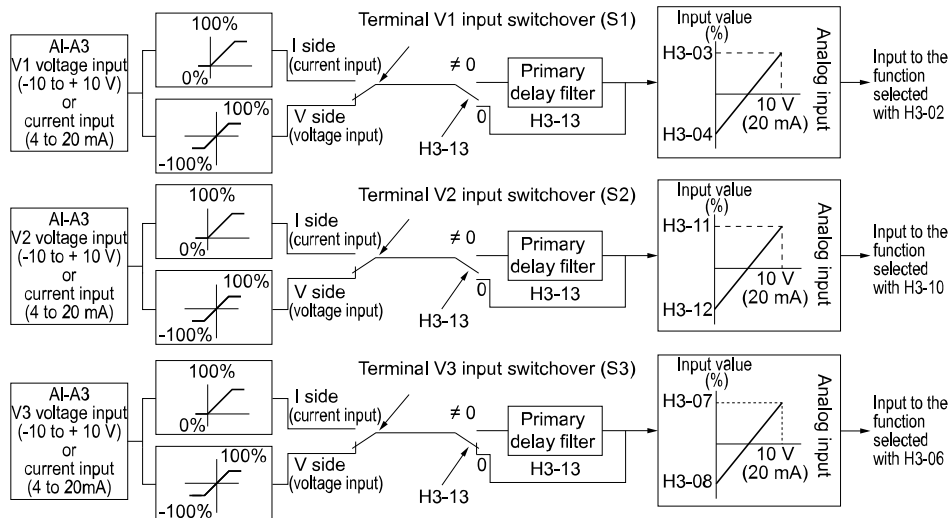 AI-A3
V1 voltage input
(-10 to + 10 V)
or
current input
(4 to 20 mA)
100%
0%
100%
-100%
Terminal V1 input switchover (S1)
I side
(current input)
V side
(voltage input)
≠ 0
0
H3-13
Primary
delay filter
H3-13
Input value
(%)
H3-03
H3-04
10 V
(20 mA)
Analog input
Input to the
function
selected
with H3-02
AI-A3
V2 voltage input
(-10 to + 10 V)
or
current input
(4 to 20 mA)
100%
0%
100%
-100%
Terminal V2 input switchover (S2)
I side
(current input)
V side
(voltage input)
≠ 0
0
H3-13
Primary
delay filter
H3-13
Input value
(%)
H3-11
H3-12
10 V
(20 mA)
Analog input
Input to the
function
selected
with H3-10
AI-A3
V3 voltage input
(-10 to + 10 V)
or
current input
(4 to 20mA)
100%
0%
100%
-100%
Terminal V3 input switchover (S3)
I side
(current input)
V side
(voltage input)
≠ 0
0
H3-13
Primary
delay filter
H3-13
Input value
(%)
H3-07
H3-08
10 V
(20 mA)
Analog input
Input to the
function
selected
with H3-06